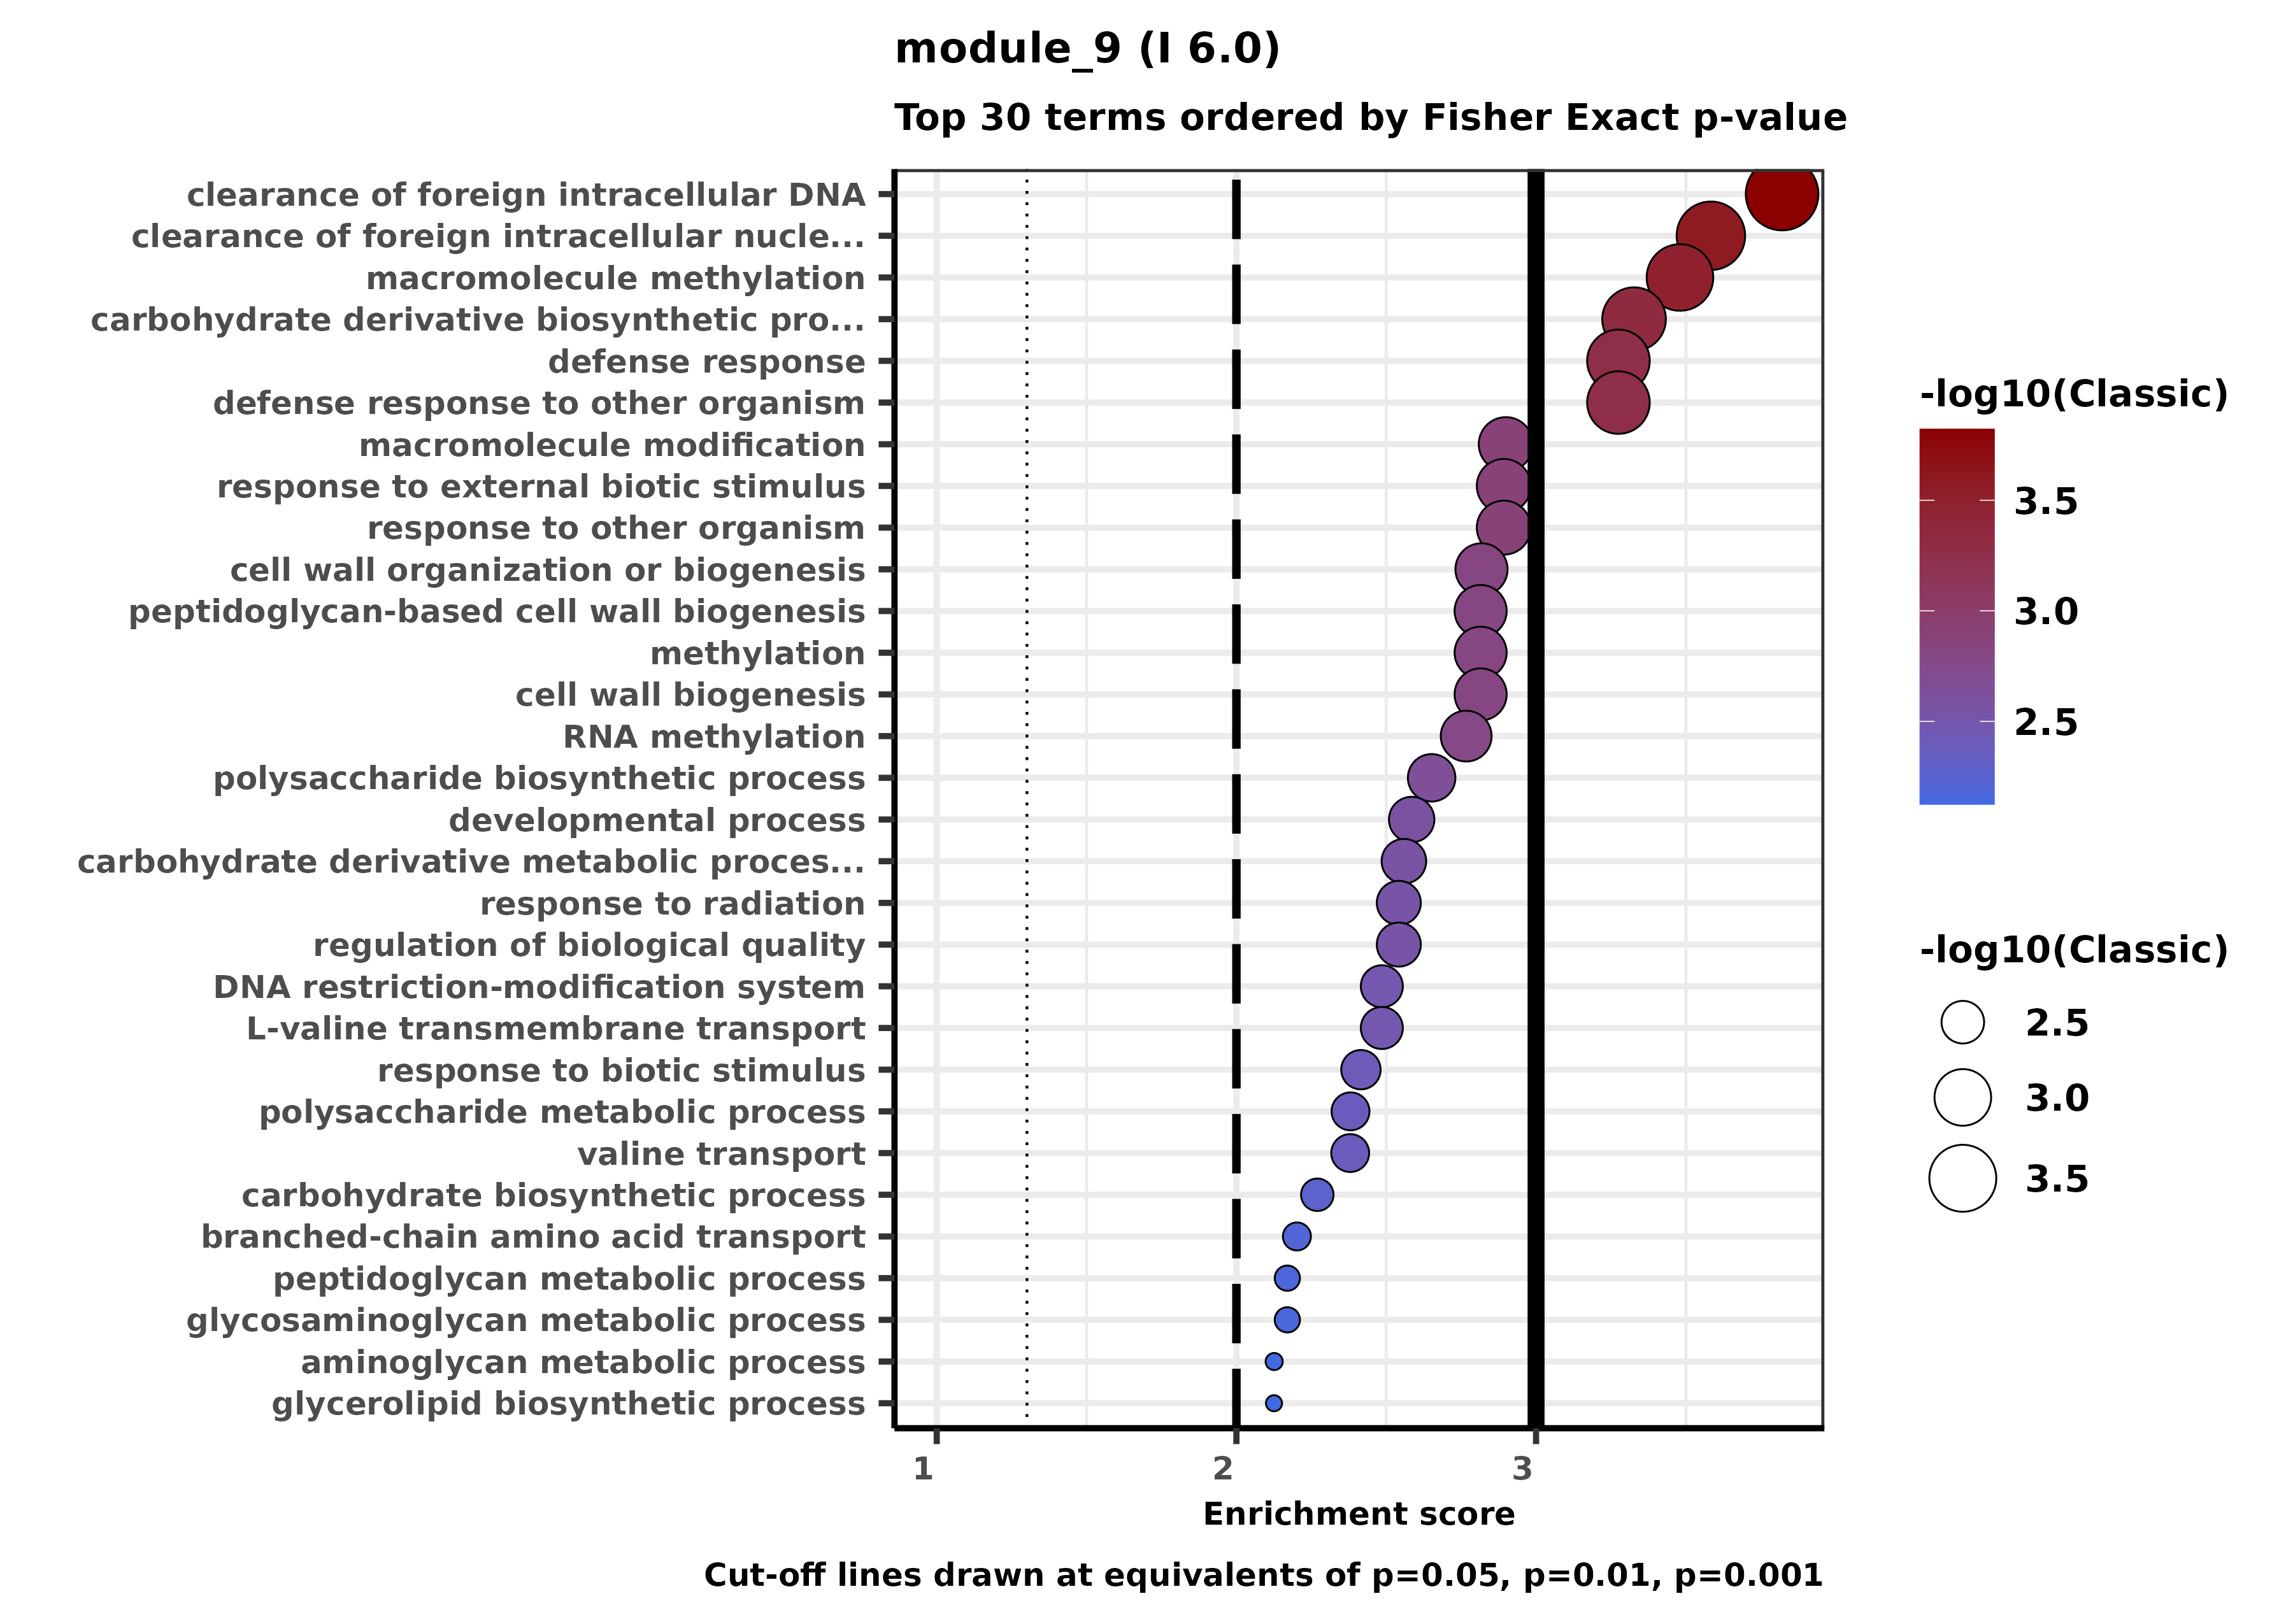 module_9 (I 6.0)
Top 30 terms ordered by Fisher Exact p-value
clearance of foreign intracellular DNA
clearance of foreign intracellular nucle...
macromolecule methylation
carbohydrate derivative biosynthetic pro...
defense response
defense response to other organism
macromolecule modification
response to external biotic stimulus
response to other organism
cell wall organization or biogenesis
peptidoglycan-based cell wall biogenesis
methylation
cell wall biogenesis
RNA methylation
polysaccharide biosynthetic process
developmental process
carbohydrate derivative metabolic proces...
response to radiation
regulation of biological quality
DNA restriction-modification system
L-valine transmembrane transport
response to biotic stimulus
polysaccharide metabolic process
valine transport
carbohydrate biosynthetic process
branched-chain amino acid transport
peptidoglycan metabolic process
glycosaminoglycan metabolic process
aminoglycan metabolic process
glycerolipid biosynthetic process
1 2 3
Enrichment score
Cut-off lines drawn at equivalents of p=0.05, p=0.01, p=0.001
-log10(Classic)
3.5
3.0
2.5
-log10(Classic)
2.5
3.0
3.5